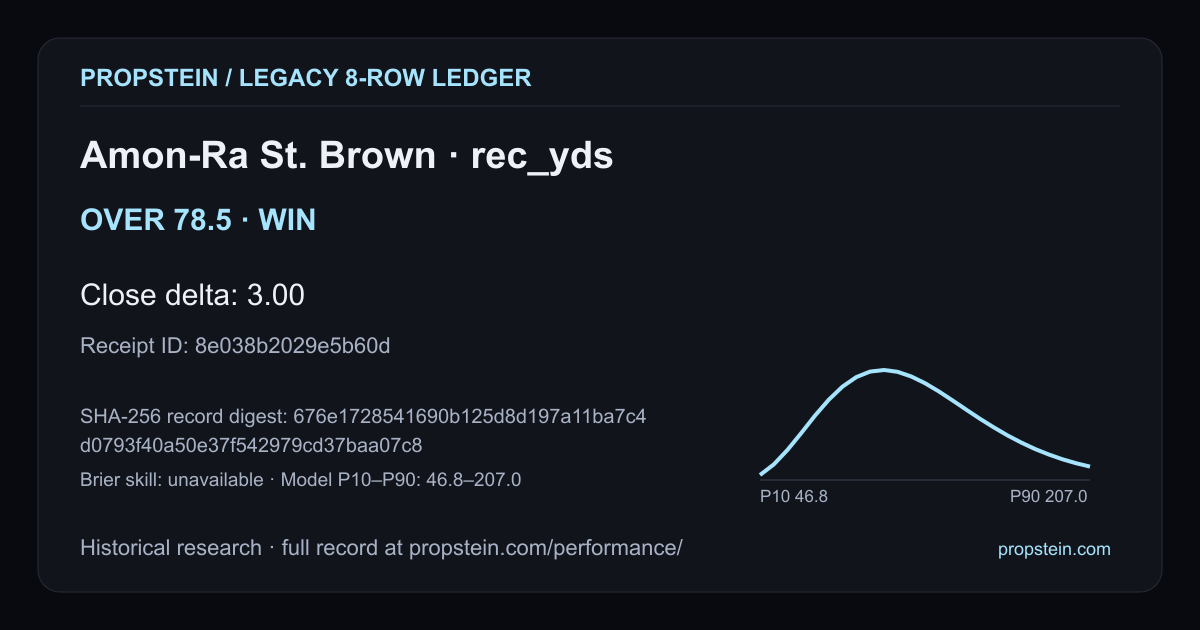 PROPSTEIN / LEGACY 8-ROW LEDGER
Amon-Ra St. Brown · rec_yds
OVER 78.5 · WIN
Close delta: 3.00
Receipt ID: 8e038b2029e5b60d
SHA-256 record digest: 676e1728541690b125d8d197a11ba7c4
d0793f40a50e37f542979cd37baa07c8
Brier skill: unavailable · Model P10–P90: 46.8–207.0
P10 46.8
P90 207.0
Historical research · full record at propstein.com/performance/
propstein.com